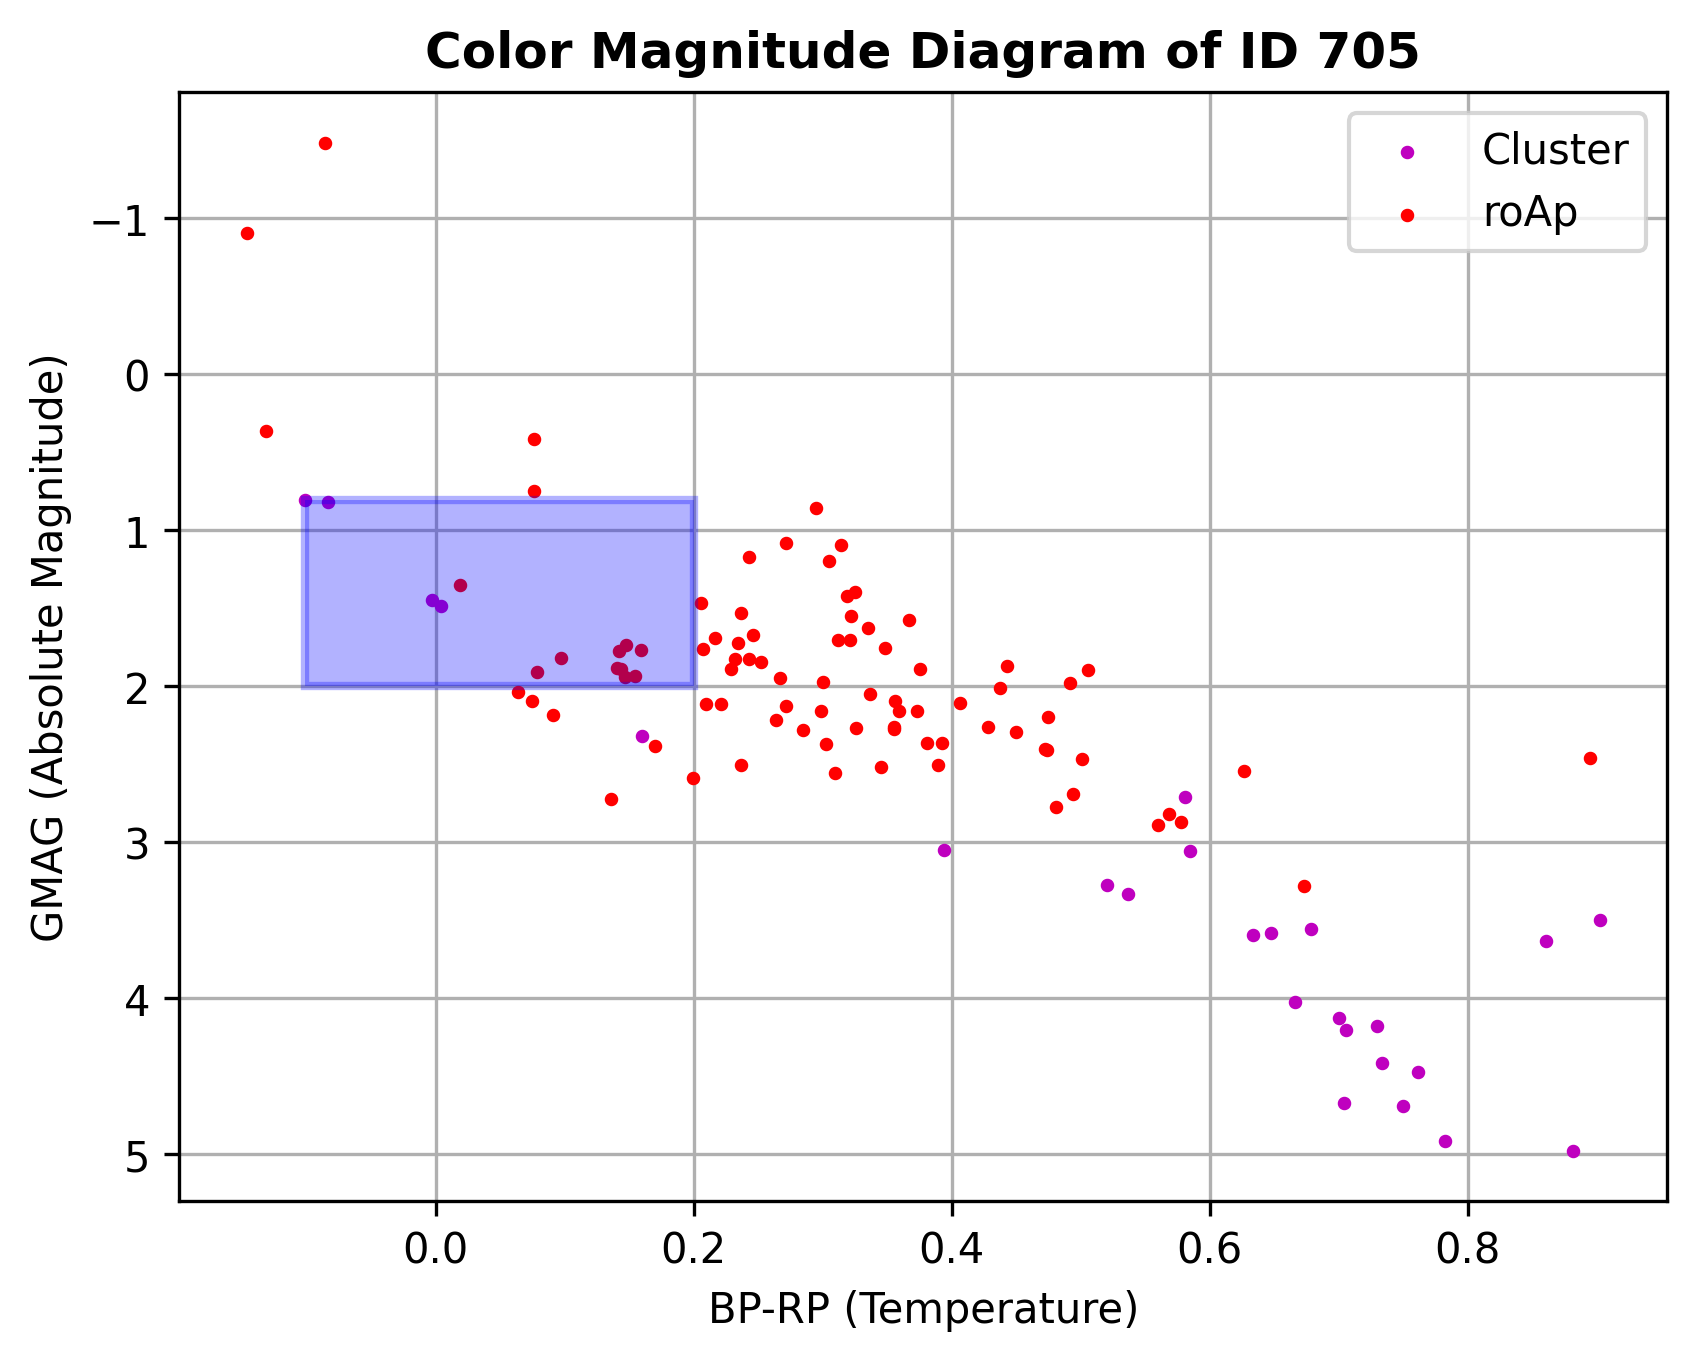 Color Magnitude Diagram of ID 705
Cluster
roAp
GMAG (Absolute Magnitude)
−1
0
1
2
3
4
5
0.0 0.2 0.4 0.6 0.8
BP-RP (Temperature)